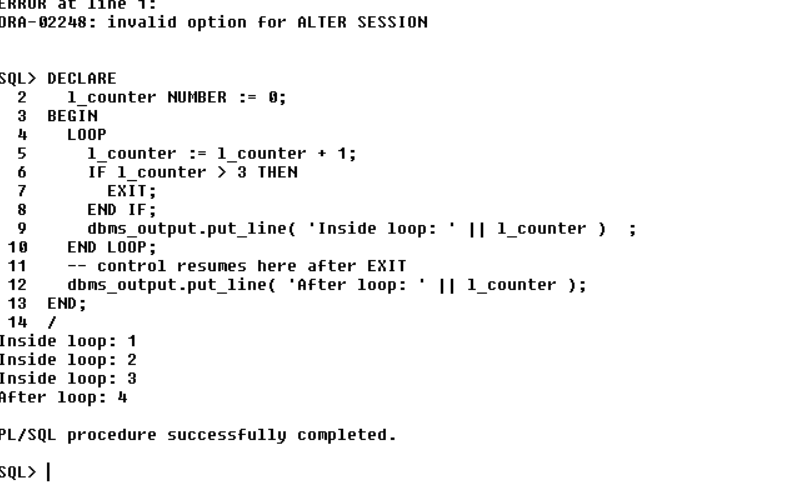 ERROR at line 1:
ORA-02248: invalid option for ALTER SESSION
SQL> DECLARE
2 l_counter NUMBER := 0;
3 BEGIN
4 LOOP
5 l_counter := l_counter + 1;
6 IF l_counter > 3 THEN
7 EXIT;
8 END IF;
9 dbms_output.put_line( 'Inside loop: ' || l_counter ) ;
10 END LOOP;
11 -- control resumes here after EXIT
12 dbms_output.put_line( 'After loop: ' || l_counter );
13 END;
14 /
Inside loop: 1
Inside loop: 2
Inside loop: 3
After loop: 4
PL/SQL procedure successfully completed.
SQL>